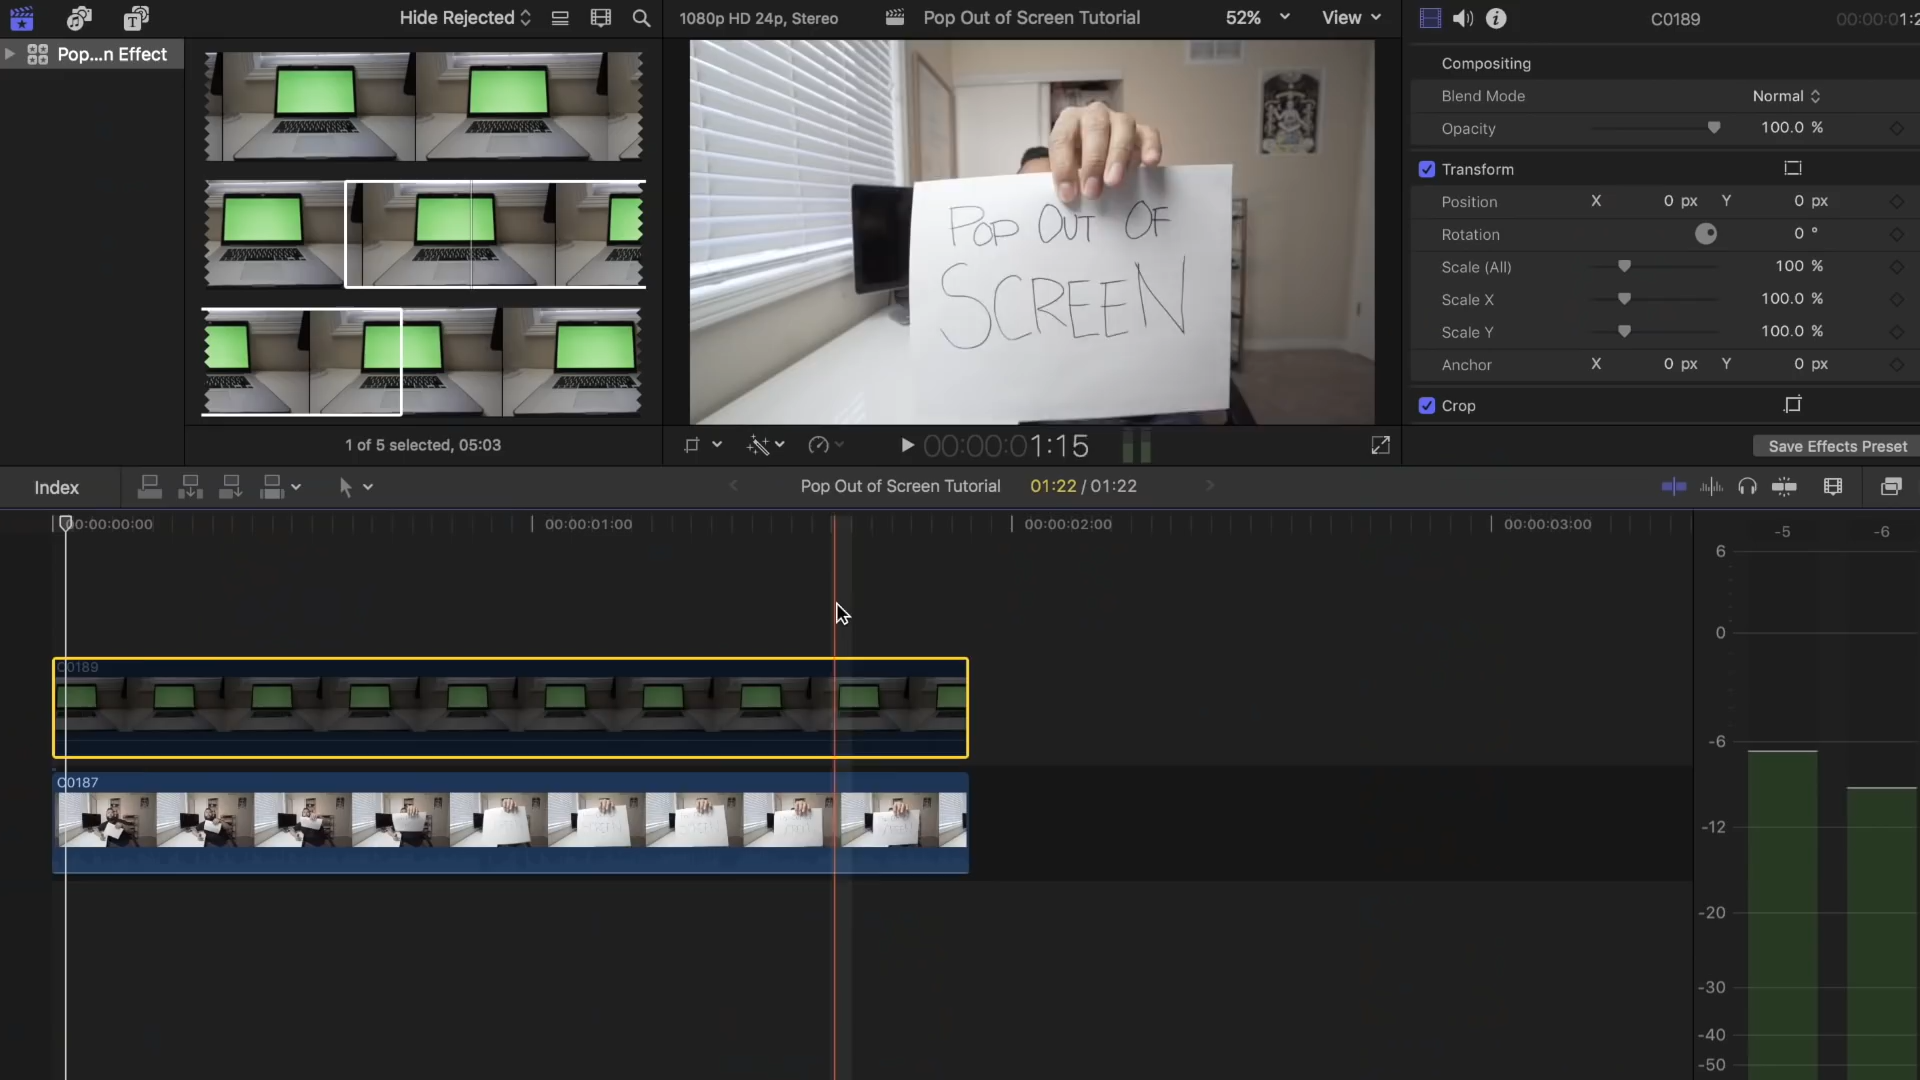 Hide Rejected
1080p HD 24p, Stereo
Pop Out of Screen Tutorial
52%
View
C0189
00:00:01:2
Pop...n Effect
T
POP OUT OF
SCREEN
Compositing
Blend Mode Normal
Opacity 100.0 %
Transform
Position X 0 px Y 0 px
Rotation 0 °
Scale (All) 100 %
Scale X 100.0 %
Scale Y 100.0 %
Anchor X 0 px Y 0 px
Crop
1 of 5 selected, 05:03
00:00:01:15
Save Effects Preset
Index
Pop Out of Screen Tutorial 01:22 / 01:22
00:00:00:00 00:00:01:00 00:00:02:00 00:00:03:00
-5 -6
6
0
-6
-12
-20
-30
-40
-50
C0189
C0187